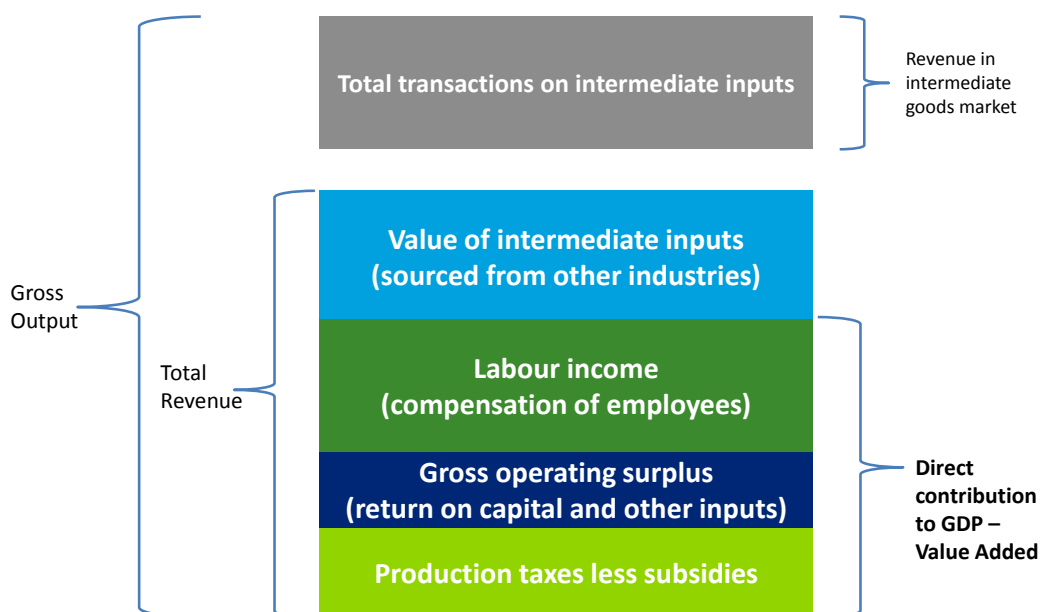 Total transactions on intermediate inputs
Revenue in
intermediate
goods market
Value of intermediate inputs
(sourced from other industries)
Gross
Output
Total
Revenue
Labour income
(compensation of employees)
Gross operating surplus
(return on capital and other inputs)
Direct
contribution
to GDP –
Value Added
Production taxes less subsidies